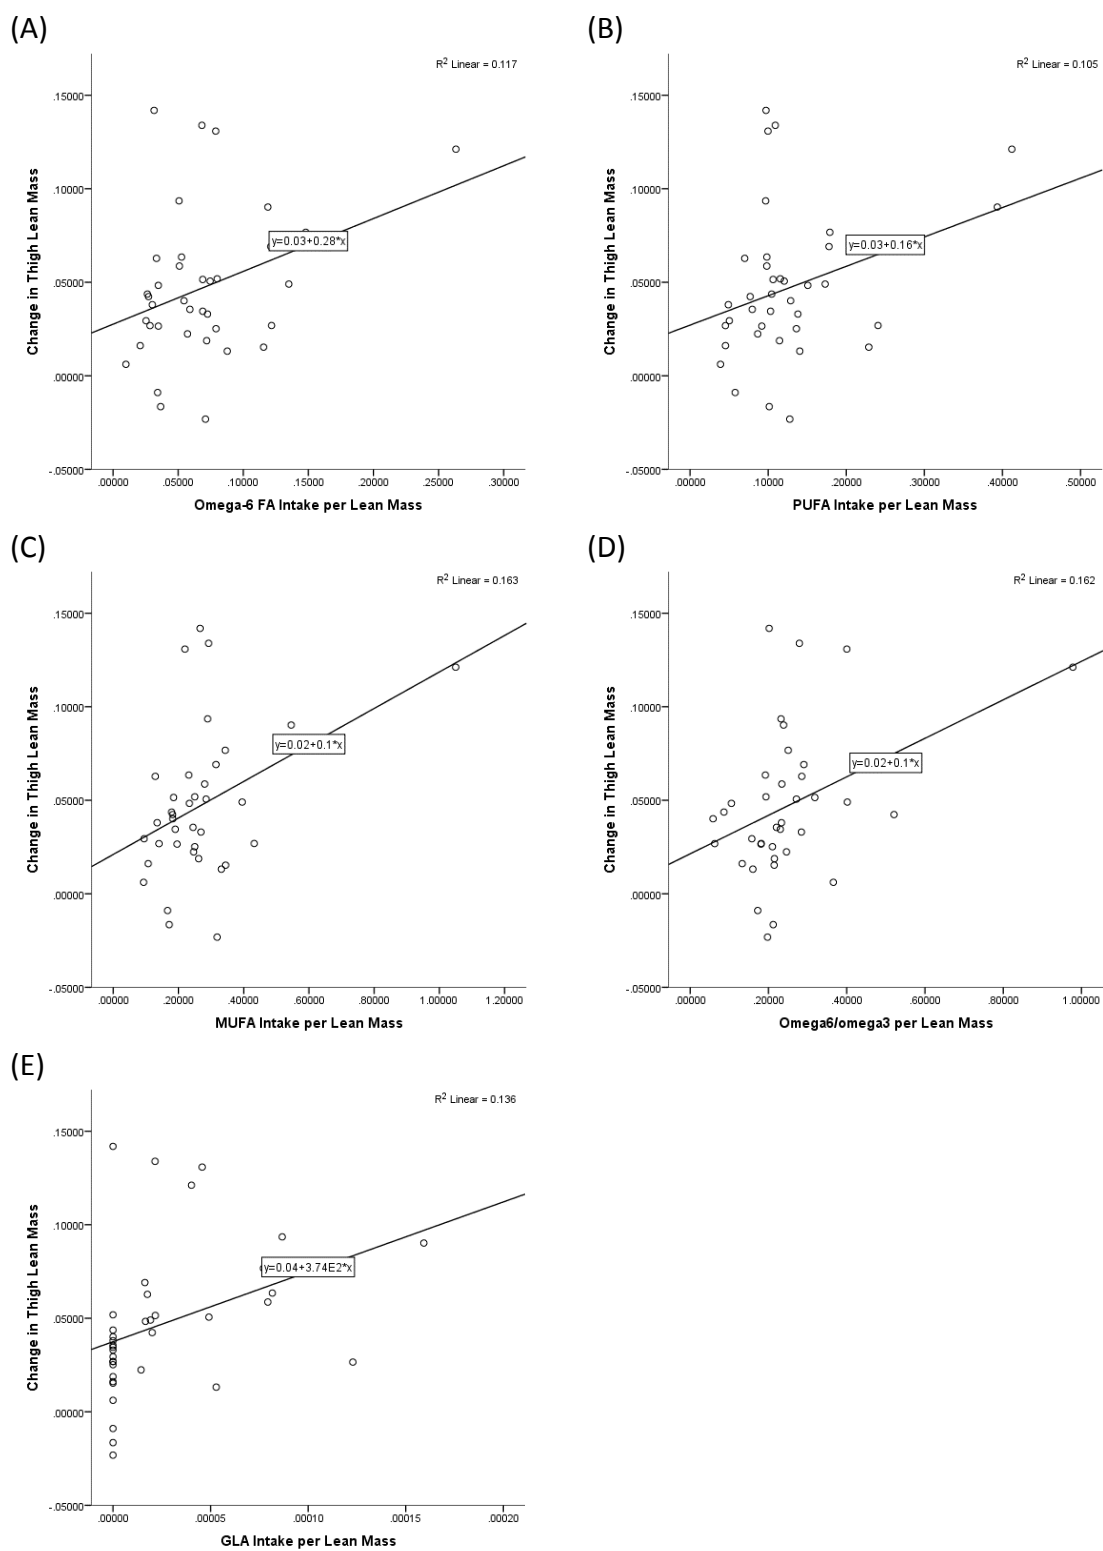 (A)
R2 Linear = 0.117
.15000
.10000
.05000
.00000
-.05000
Change in Thigh Lean Mass
y=0.03+0.28*x
.00000 .05000 .10000 .15000 .20000 .25000 .30000
Omega-6 FA Intake per Lean Mass
(B)
R2 Linear = 0.105
.15000
.10000
.05000
.00000
-.05000
Change in Thigh Lean Mass
y=0.03+0.16*x
.00000 .10000 .20000 .30000 .40000 .50000
PUFA Intake per Lean Mass
(C)
R2 Linear = 0.163
.15000
.10000
.05000
.00000
-.05000
Change in Thigh Lean Mass
y=0.02+0.1*x
.00000 .20000 .40000 .60000 .80000 1.00000 1.20000
MUFA Intake per Lean Mass
(D)
R2 Linear = 0.162
.15000
.10000
.05000
.00000
-.05000
Change in Thigh Lean Mass
y=0.02+0.1*x
.00000 .20000 .40000 .60000 .80000 1.00000
Omega6/omega3 per Lean Mass
(E)
R2 Linear = 0.136
.15000
.10000
.05000
.00000
-.05000
Change in Thigh Lean Mass
y=0.04+3.74E2*x
.00000 .00005 .00010 .00015 .00020
GLA Intake per Lean Mass